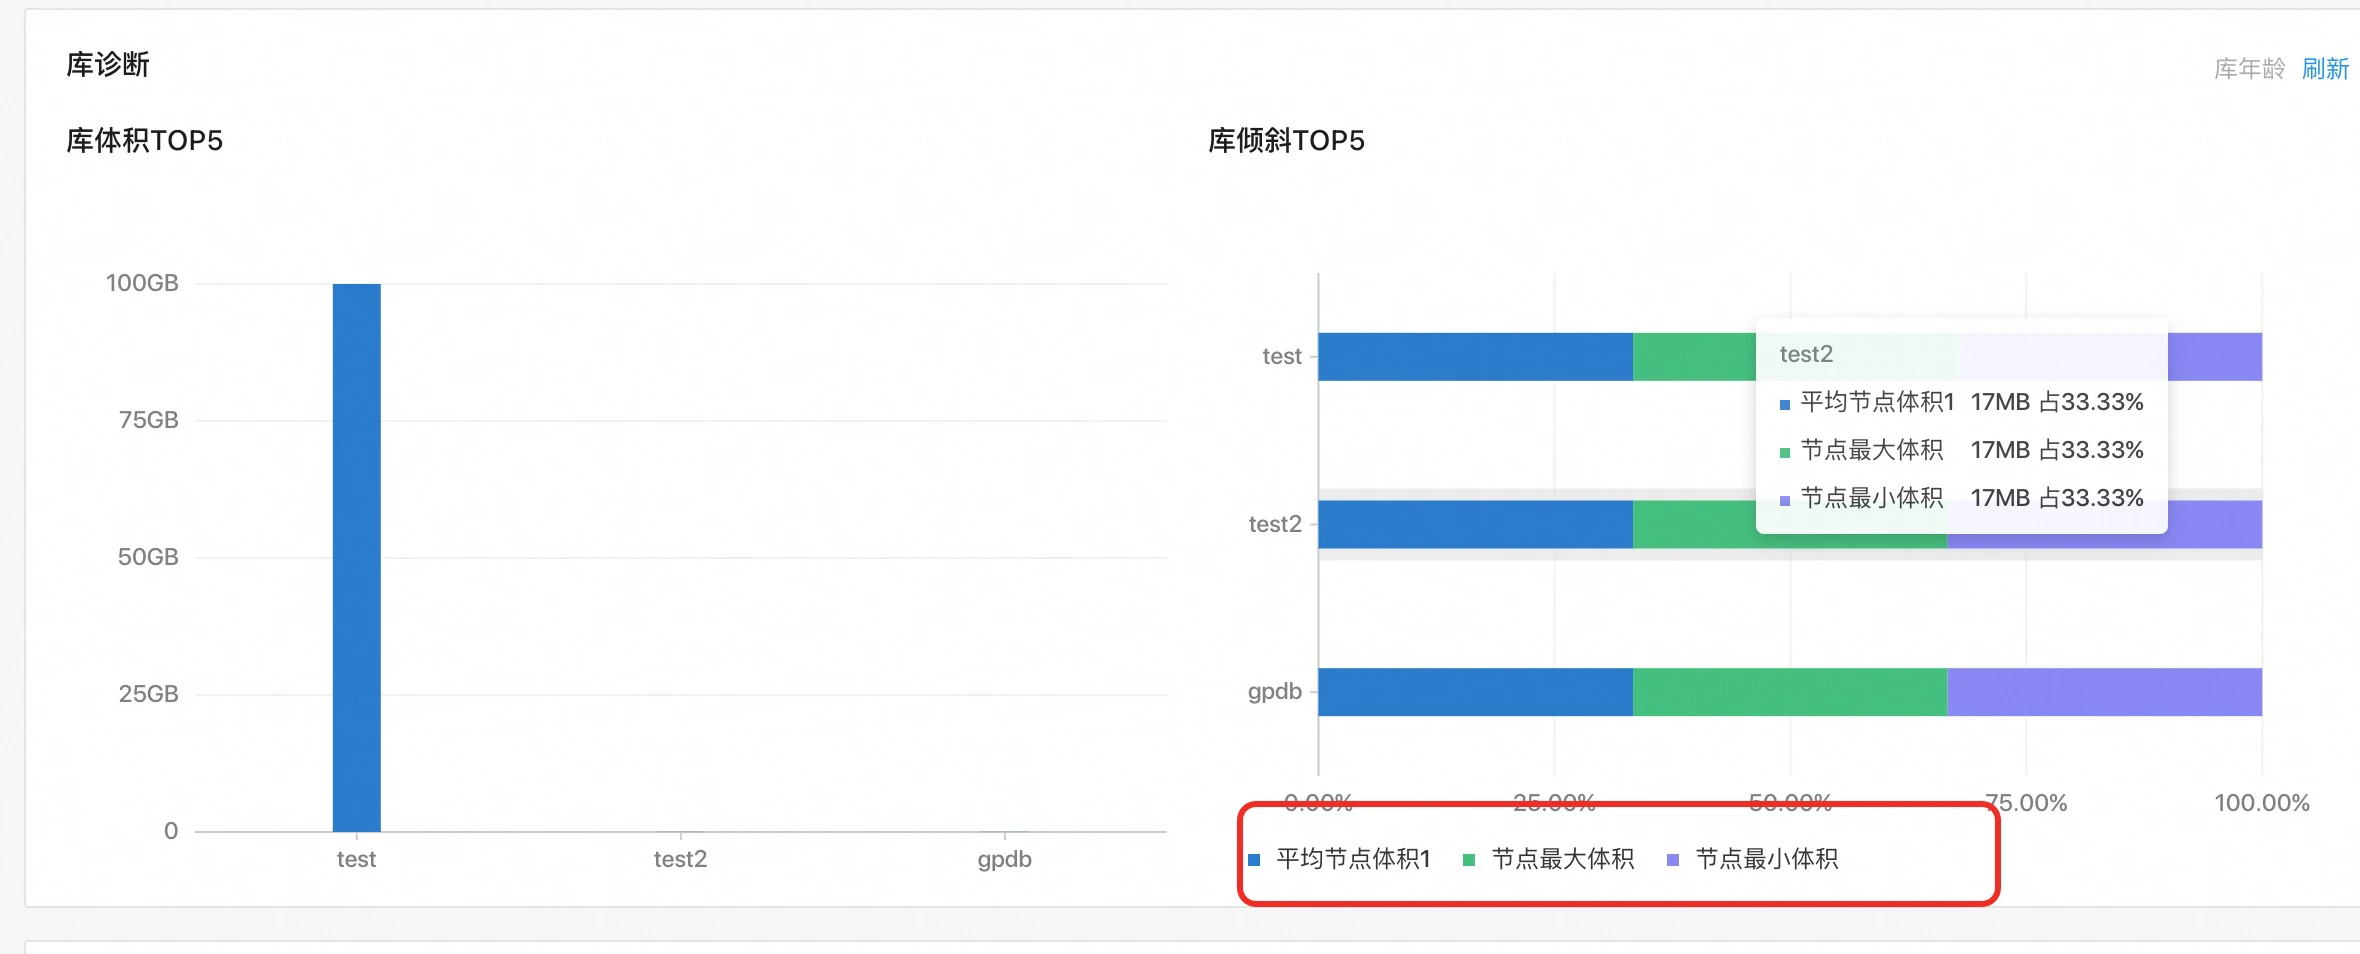 库诊断
库年龄 刷新
库体积TOP5
100GB
75GB
50GB
25GB
0
test test2 gpdb
库倾斜TOP5
test
test2
gpdb
test2
平均节点体积1 17MB 占33.33%
节点最大体积 17MB 占33.33%
节点最小体积 17MB 占33.33%
0.00% 25.00% 50.00% 75.00% 100.00%
平均节点体积1 节点最大体积 节点最小体积